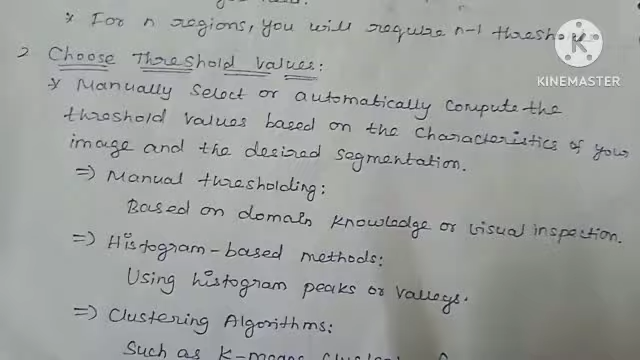 * For n regions, you will require n-1 thresho
2. Choose Threshold Values:
* Manually select or automatically compute the
threshold values based on the characteristics of your
image and the desired segmentation.
=> Manual thresholding:
Based on domain knowledge or visual inspection.
=> Histogram-based methods:
Using histogram peaks or valleys.
=> Clustering Algorithms:
Such as K-means
KINEMASTER